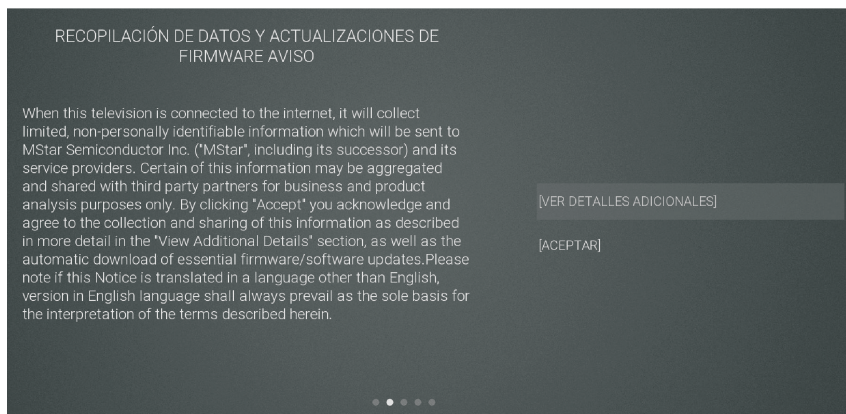 RECOPILACIÓN DE DATOS Y ACTUALIZACIONES DE
FIRMWARE AVISO
When this television is connected to the internet, it will collect
limited, non-personally identifiable information which will be sent to
MStar Semiconductor Inc. ("MStar", including its successor) and its
service providers. Certain of this information may be aggregated
and shared with third party partners for business and product
analysis purposes only. By clicking "Accept" you acknowledge and
agree to the collection and sharing of this information as described
in more detail in the "View Additional Details" section, as well as the
automatic download of essential firmware/software updates.Please
note if this Notice is translated in a language other than English,
version in English language shall always prevail as the sole basis for
the interpretation of the terms described herein.
[VER DETALLES ADICIONALES]
[ACEPTAR]